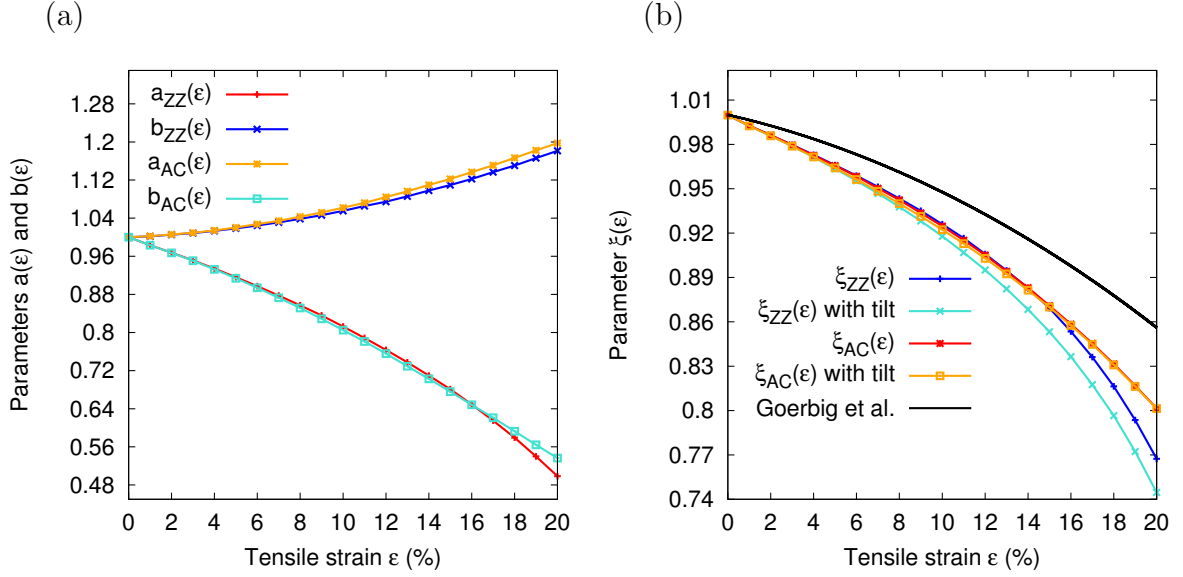 (a)
Parameters a(ε) and b(ε)
1.28
1.2
1.12
1.04
0.96
0.88
0.8
0.72
0.64
0.56
0.48
a_ZZ(ε)
b_ZZ(ε)
a_AC(ε)
b_AC(ε)
0 2 4 6 8 10 12 14 16 18 20
Tensile strain ε (%)
(b)
Parameter ξ(ε)
1.01
0.98
0.95
0.92
0.89
0.86
0.83
0.8
0.77
0.74
ξ_ZZ(ε)
ξ_ZZ(ε) with tilt
ξ_AC(ε)
ξ_AC(ε) with tilt
Goerbig et al.
0 2 4 6 8 10 12 14 16 18 20
Tensile strain ε (%)